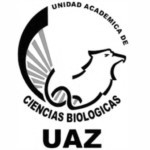 UNIDAD ACADEMICA DE
CIENCIAS BIOLOGICAS
UAZ